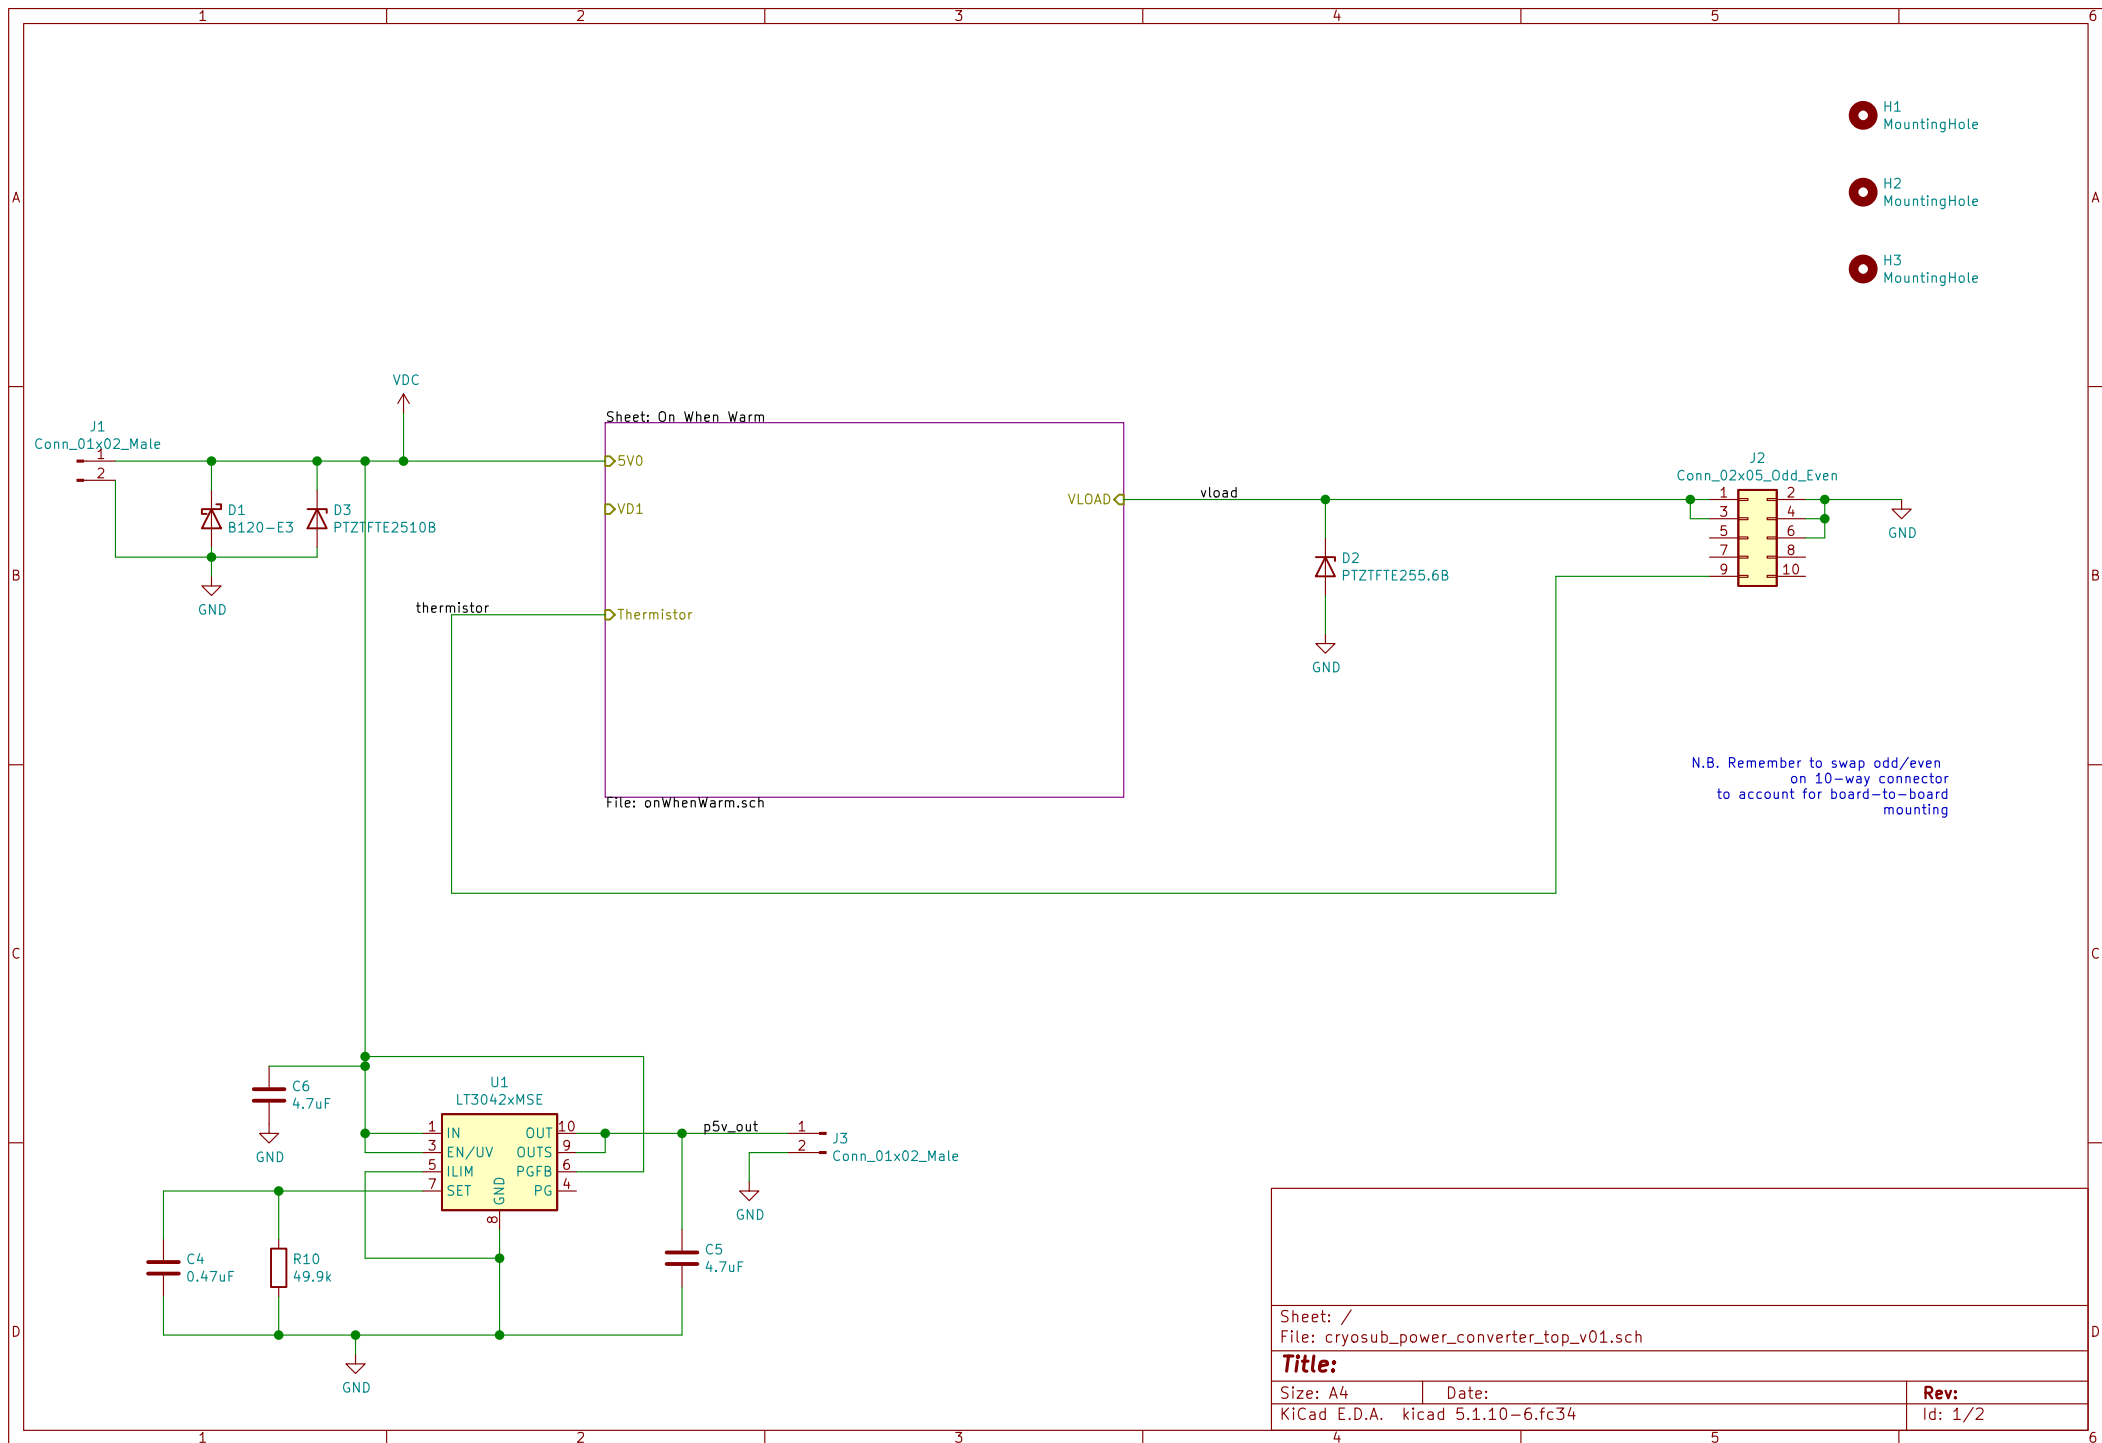 1 2 3 4 5 6
A A
B B
C C
D D
H1
MountingHole
H2
MountingHole
H3
MountingHole
VDC
J1
Conn_01x02_Male
1
2
D1
B120-E3
D3
PTZTFTE2510B
GND
Sheet: On When Warm
5V0
VD1
Thermistor
VLOAD
File: onWhenWarm.sch
thermistor
vload
D2
PTZTFTE255.6B
GND
J2
Conn_02x05_Odd_Even
1 2
3 4
5 6
7 8
9 10
GND
N.B. Remember to swap odd/even
on 10-way connector
to account for board-to-board
mounting
C6
4.7uF
GND
U1
LT3042xMSE
1 IN OUT 10
3 EN/UV OUTS 9
5 ILIM PGFB 6
7 SET PG 4
GND
8
p5v_out
1
2
J3
Conn_01x02_Male
GND
C4
0.47uF
R10
49.9k
C5
4.7uF
GND
Sheet: /
File: cryosub_power_converter_top_v01.sch
Title:
Size: A4 Date: Rev:
KiCad E.D.A. kicad 5.1.10-6.fc34 Id: 1/2
1 2 3 4 5 6